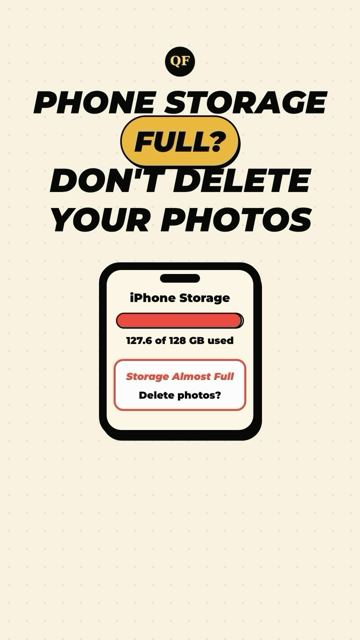 QF
PHONE STORAGE
FULL?
DON'T DELETE
YOUR PHOTOS
iPhone Storage
127.6 of 128 GB used
Storage Almost Full
Delete photos?